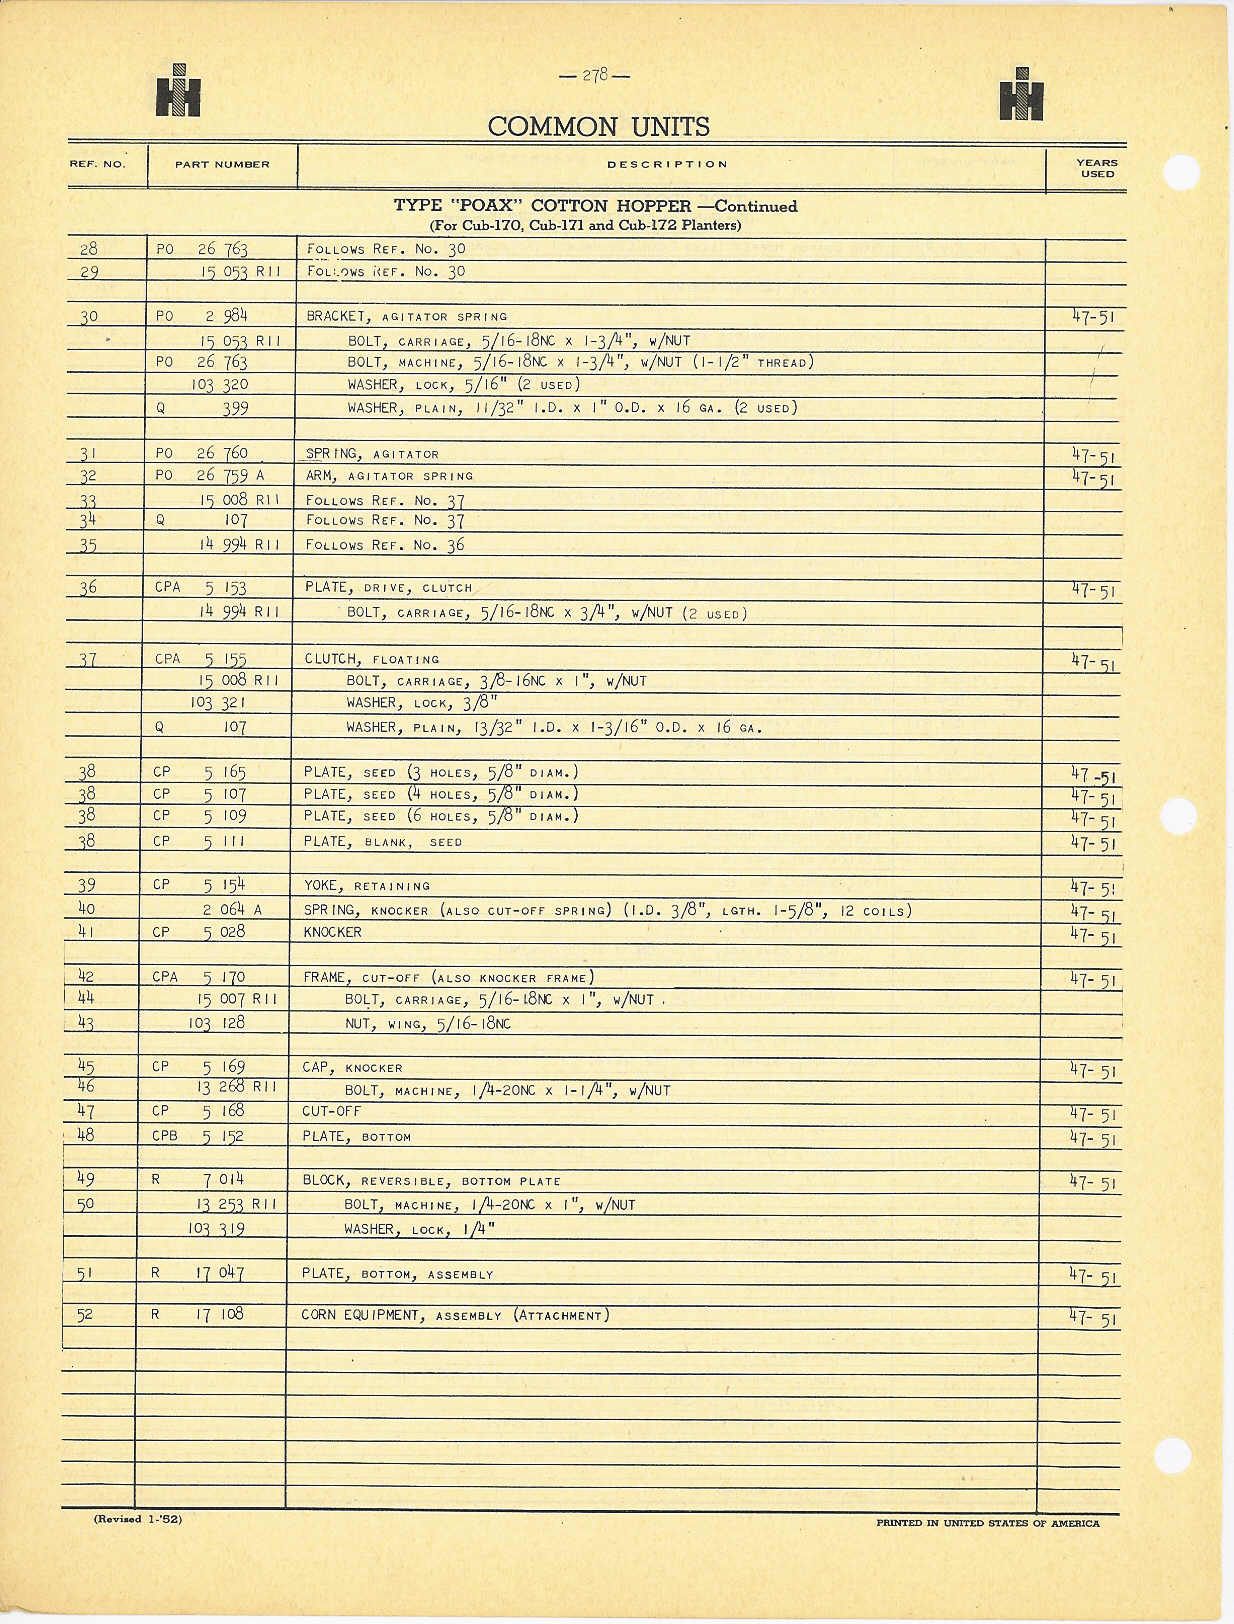 — 278 —
COMMON UNITS
REF. NO. PART NUMBER DESCRIPTION YEARS USED
TYPE "POAX" COTTON HOPPER —Continued
(For Cub-170, Cub-171 and Cub-172 Planters)
28 PO 26 763 FOLLOWS REF. NO. 30
29 15 053 R11 FOLLOWS REF. NO. 30
30 PO 2 984 BRACKET, AGITATOR SPRING 47-51
15 053 R11 BOLT, CARRIAGE, 5/16-18NC X 1-3/4", W/NUT
PO 26 763 BOLT, MACHINE, 5/16-18NC X 1-3/4", W/NUT (1-1/2" THREAD)
103 320 WASHER, LOCK, 5/16" (2 USED)
Q 399 WASHER, PLAIN, 11/32" I.D. X 1" O.D. X 16 GA. (2 USED)
31 PO 26 760 SPRING, AGITATOR 47-51
32 PO 26 759 A ARM, AGITATOR SPRING 47-51
33 15 008 R11 FOLLOWS REF. NO. 37
34 Q 107 FOLLOWS REF. NO. 37
35 14 994 R11 FOLLOWS REF. NO. 36
36 CPA 5 153 PLATE, DRIVE, CLUTCH 47-51
14 994 R11 BOLT, CARRIAGE, 5/16-18NC X 3/4", W/NUT (2 USED)
37 CPA 5 155 CLUTCH, FLOATING 47-51
15 008 R11 BOLT, CARRIAGE, 3/8-16NC X 1", W/NUT
103 321 WASHER, LOCK, 3/8"
Q 107 WASHER, PLAIN, 13/32" I.D. X 1-3/16" O.D. X 16 GA.
38 CP 5 165 PLATE, SEED (3 HOLES, 5/8" DIAM.) 47-51
38 CP 5 107 PLATE, SEED (4 HOLES, 5/8" DIAM.) 47-51
38 CP 5 109 PLATE, SEED (6 HOLES, 5/8" DIAM.) 47-51
38 CP 5 111 PLATE, BLANK, SEED 47-51
39 CP 5 154 YOKE, RETAINING 47-51
40 2 064 A SPRING, KNOCKER (ALSO CUT-OFF SPRING) (I.D. 3/8", LGTH. 1-5/8", 12 COILS) 47-51
41 CP 5 028 KNOCKER 47-51
42 CPA 5 170 FRAME, CUT-OFF (ALSO KNOCKER FRAME) 47-51
44 15 007 R11 BOLT, CARRIAGE, 5/16-18NC X 1", W/NUT.
43 103 128 NUT, WING, 5/16-18NC
45 CP 5 169 CAP, KNOCKER 47-51
46 13 268 R11 BOLT, MACHINE, 1/4-20NC X 1-1/4", W/NUT
47 CP 5 168 CUT-OFF 47-51
48 CPB 5 152 PLATE, BOTTOM 47-51
49 R 7 014 BLOCK, REVERSIBLE, BOTTOM PLATE 47-51
50 13 253 R11 BOLT, MACHINE, 1/4-20NC X 1", W/NUT
103 319 WASHER, LOCK, 1/4"
51 R 17 047 PLATE, BOTTOM, ASSEMBLY 47-51
52 R 17 108 CORN EQUIPMENT, ASSEMBLY (ATTACHMENT) 47-51
(Revised 1-'52)
PRINTED IN UNITED STATES OF AMERICA